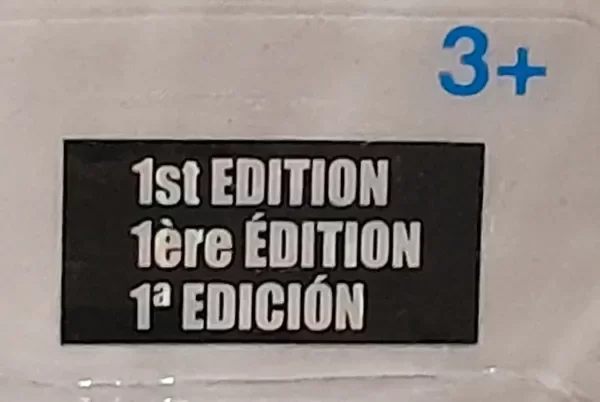 3+
1st EDITION
1ère ÉDITION
1ª EDICIÓN